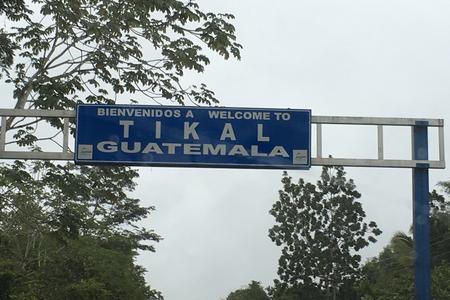 BIENVENIDOS A WELCOME TO
TIKAL
GUATEMALA